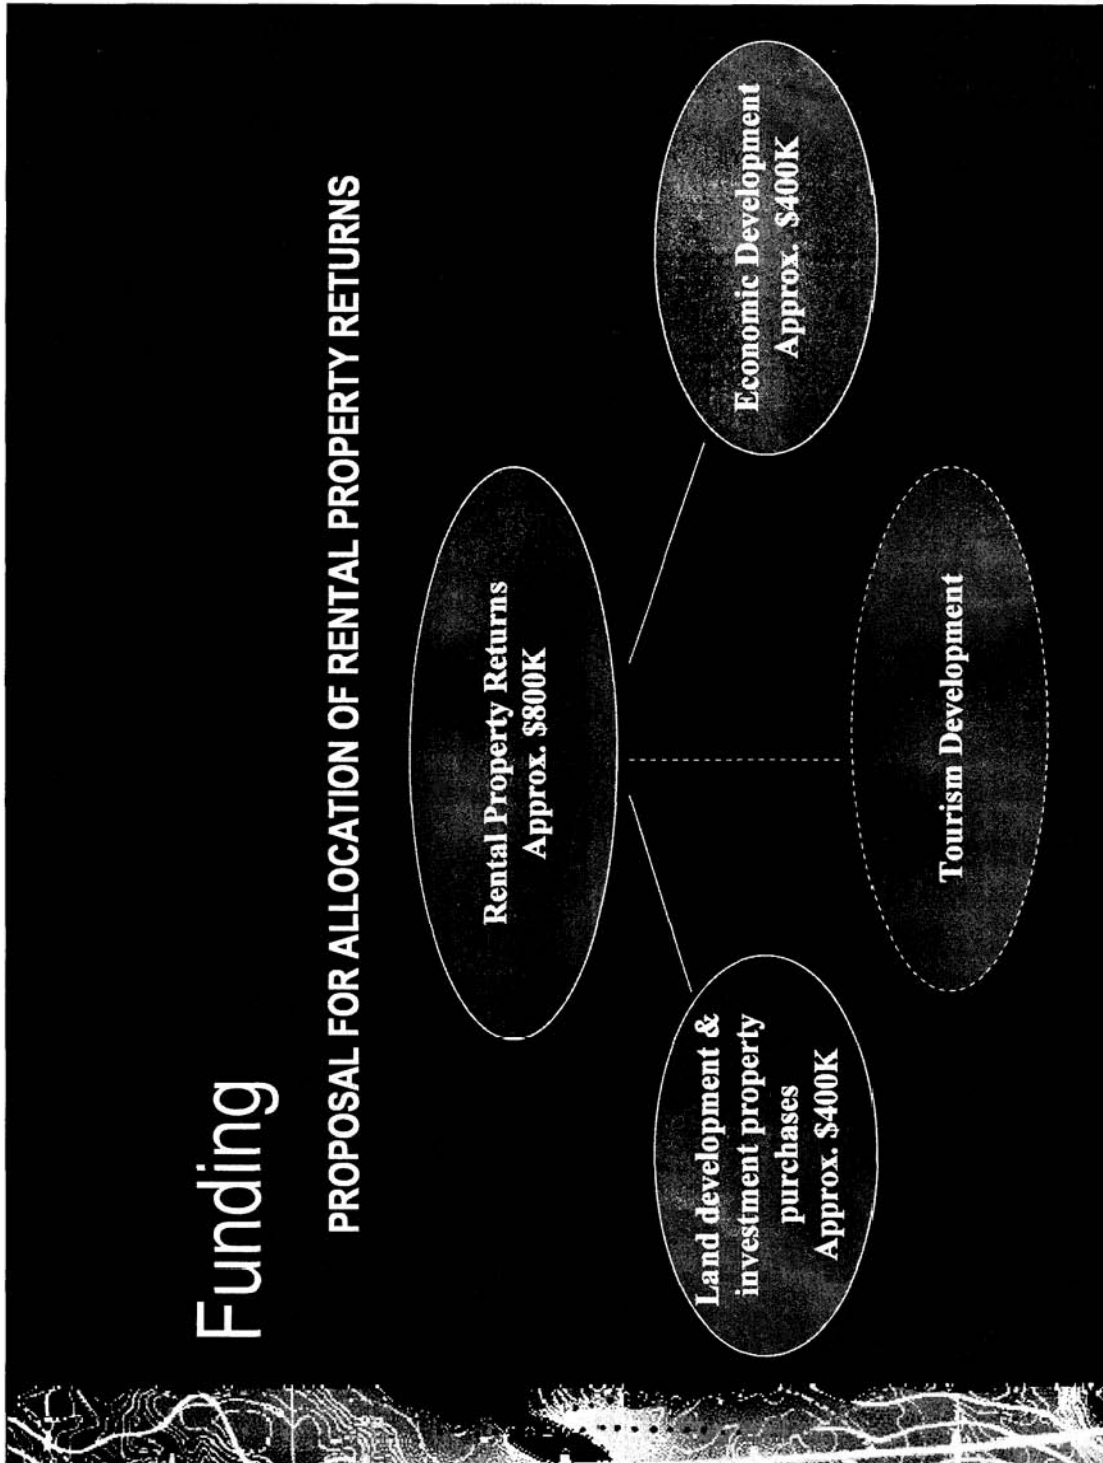 Funding
PROPOSAL FOR ALLOCATION OF RENTAL PROPERTY RETURNS
Rental Property Returns
Approx. $800K
Land development &
investment property
purchases
Approx. $400K
Economic Development
Approx. $400K
Tourism Development